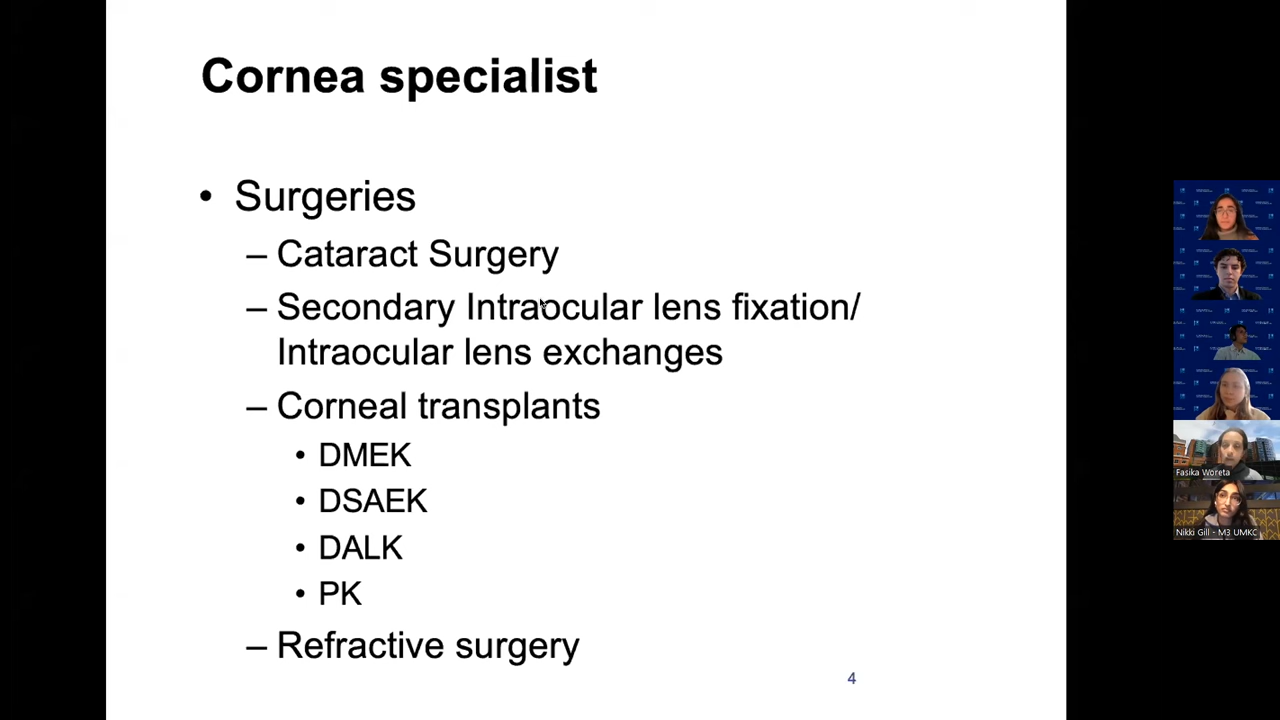 Cornea specialist
• Surgeries
– Cataract Surgery
– Secondary Intraocular lens fixation/
Intraocular lens exchanges
– Corneal transplants
• DMEK
• DSAEK
• DALK
• PK
– Refractive surgery
4
Fasika Woreta
Nikki Gill - M3 UMKC